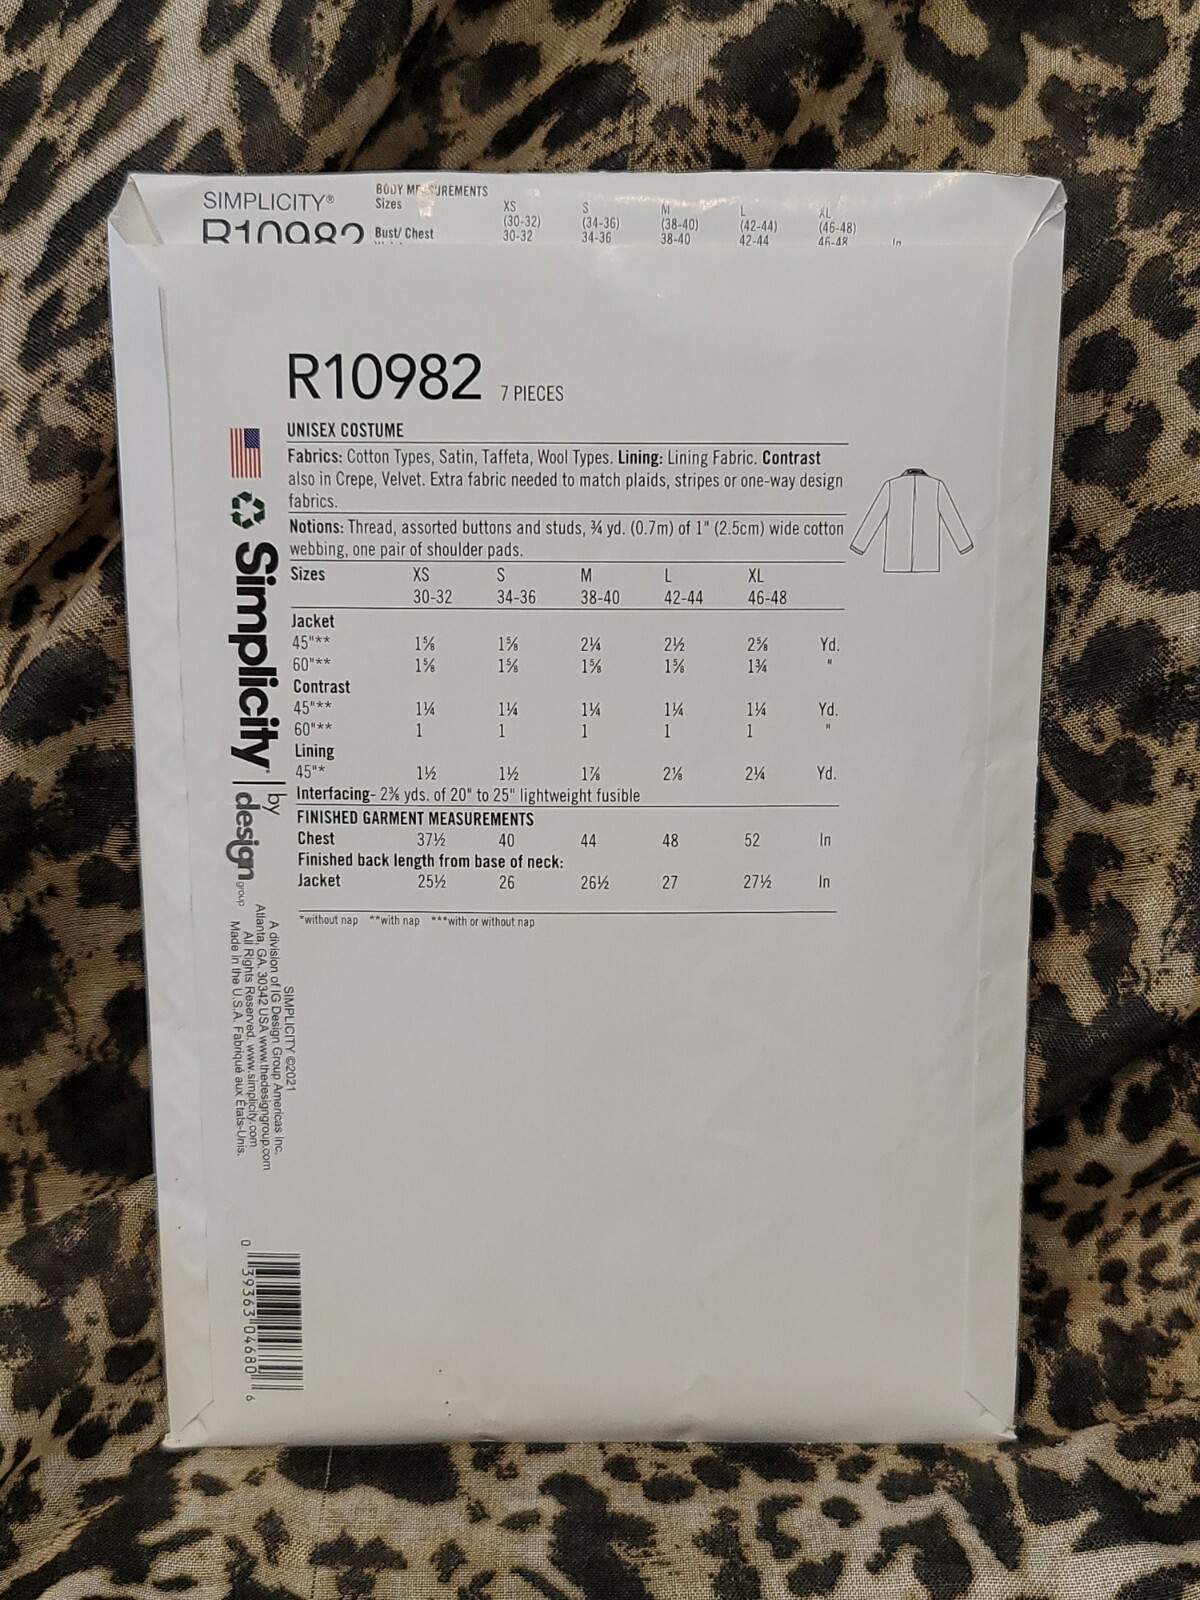 SIMPLICITY®
R10982
BODY MEASUREMENTS
Sizes XS S M L XL
(30-32) (34-36) (38-40) (42-44) (46-48)
Bust/ Chest 30-32 34-36 38-40 42-44 46-48 In
R10982 7 PIECES
UNISEX COSTUME
Fabrics: Cotton Types, Satin, Taffeta, Wool Types. Lining: Lining Fabric. Contrast
also in Crepe, Velvet. Extra fabric needed to match plaids, stripes or one-way design
fabrics.
Notions: Thread, assorted buttons and studs, ¾ yd. (0.7m) of 1" (2.5cm) wide cotton
webbing, one pair of shoulder pads.
Sizes XS S M L XL
30-32 34-36 38-40 42-44 46-48
Jacket
45"** 1⅝ 1⅝ 2¼ 2½ 2⅝ Yd.
60"** 1⅝ 1⅝ 1⅝ 1⅝ 1¾ "
Contrast
45"** 1¼ 1¼ 1¼ 1¼ 1¼ Yd.
60"** 1 1 1 1 1 "
Lining
45"* 1½ 1½ 1⅞ 2⅛ 2¼ Yd.
Interfacing- 2⅜ yds. of 20" to 25" lightweight fusible
FINISHED GARMENT MEASUREMENTS
Chest 37½ 40 44 48 52 In
Finished back length from base of neck:
Jacket 25½ 26 26½ 27 27½ In
*without nap **with nap ***with or without nap
Simplicity | by design group
SIMPLICITY ©2021
A division of IG Design Group Americas Inc.
Atlanta, GA. 30342 USA www.thedesigngroup.com
All Rights Reserved. www.simplicity.com
Made in the U.S.A. Fabriqué aux États-Unis.
0 39363 04680 6